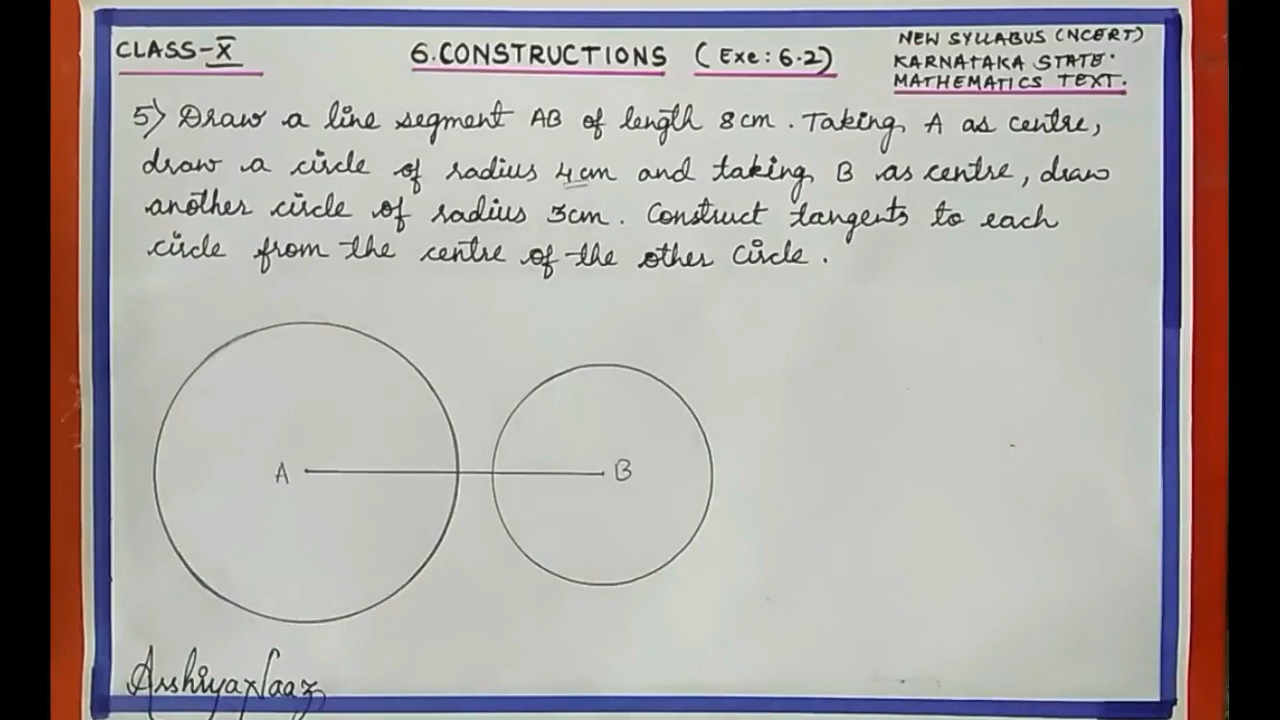 CLASS-X
6.CONSTRUCTIONS (Exe: 6.2)
NEW SYLLABUS (NCERT)
KARNATAKA STATE.
MATHEMATICS TEXT.
5) Draw a line segment AB of length 8cm. Taking A as centre,
draw a circle of radius 4cm and taking B as centre, draw
another circle of radius 3cm. Construct tangents to each
circle from the centre of the other circle.
A B
Arshiya Naaz